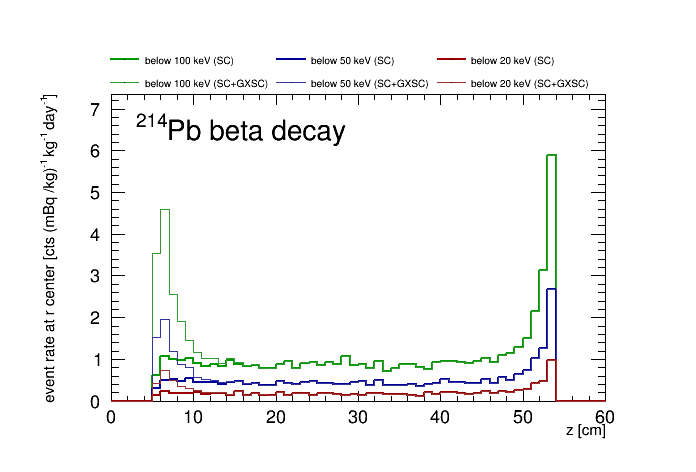 below 100 keV (SC) below 50 keV (SC) below 20 keV (SC)
below 100 keV (SC+GXSC) below 50 keV (SC+GXSC) below 20 keV (SC+GXSC)
²¹⁴Pb beta decay
event rate at r center [cts (mBq /kg)⁻¹ kg⁻¹ day⁻¹]
7
6
5
4
3
2
1
0
0 10 20 30 40 50 60
z [cm]